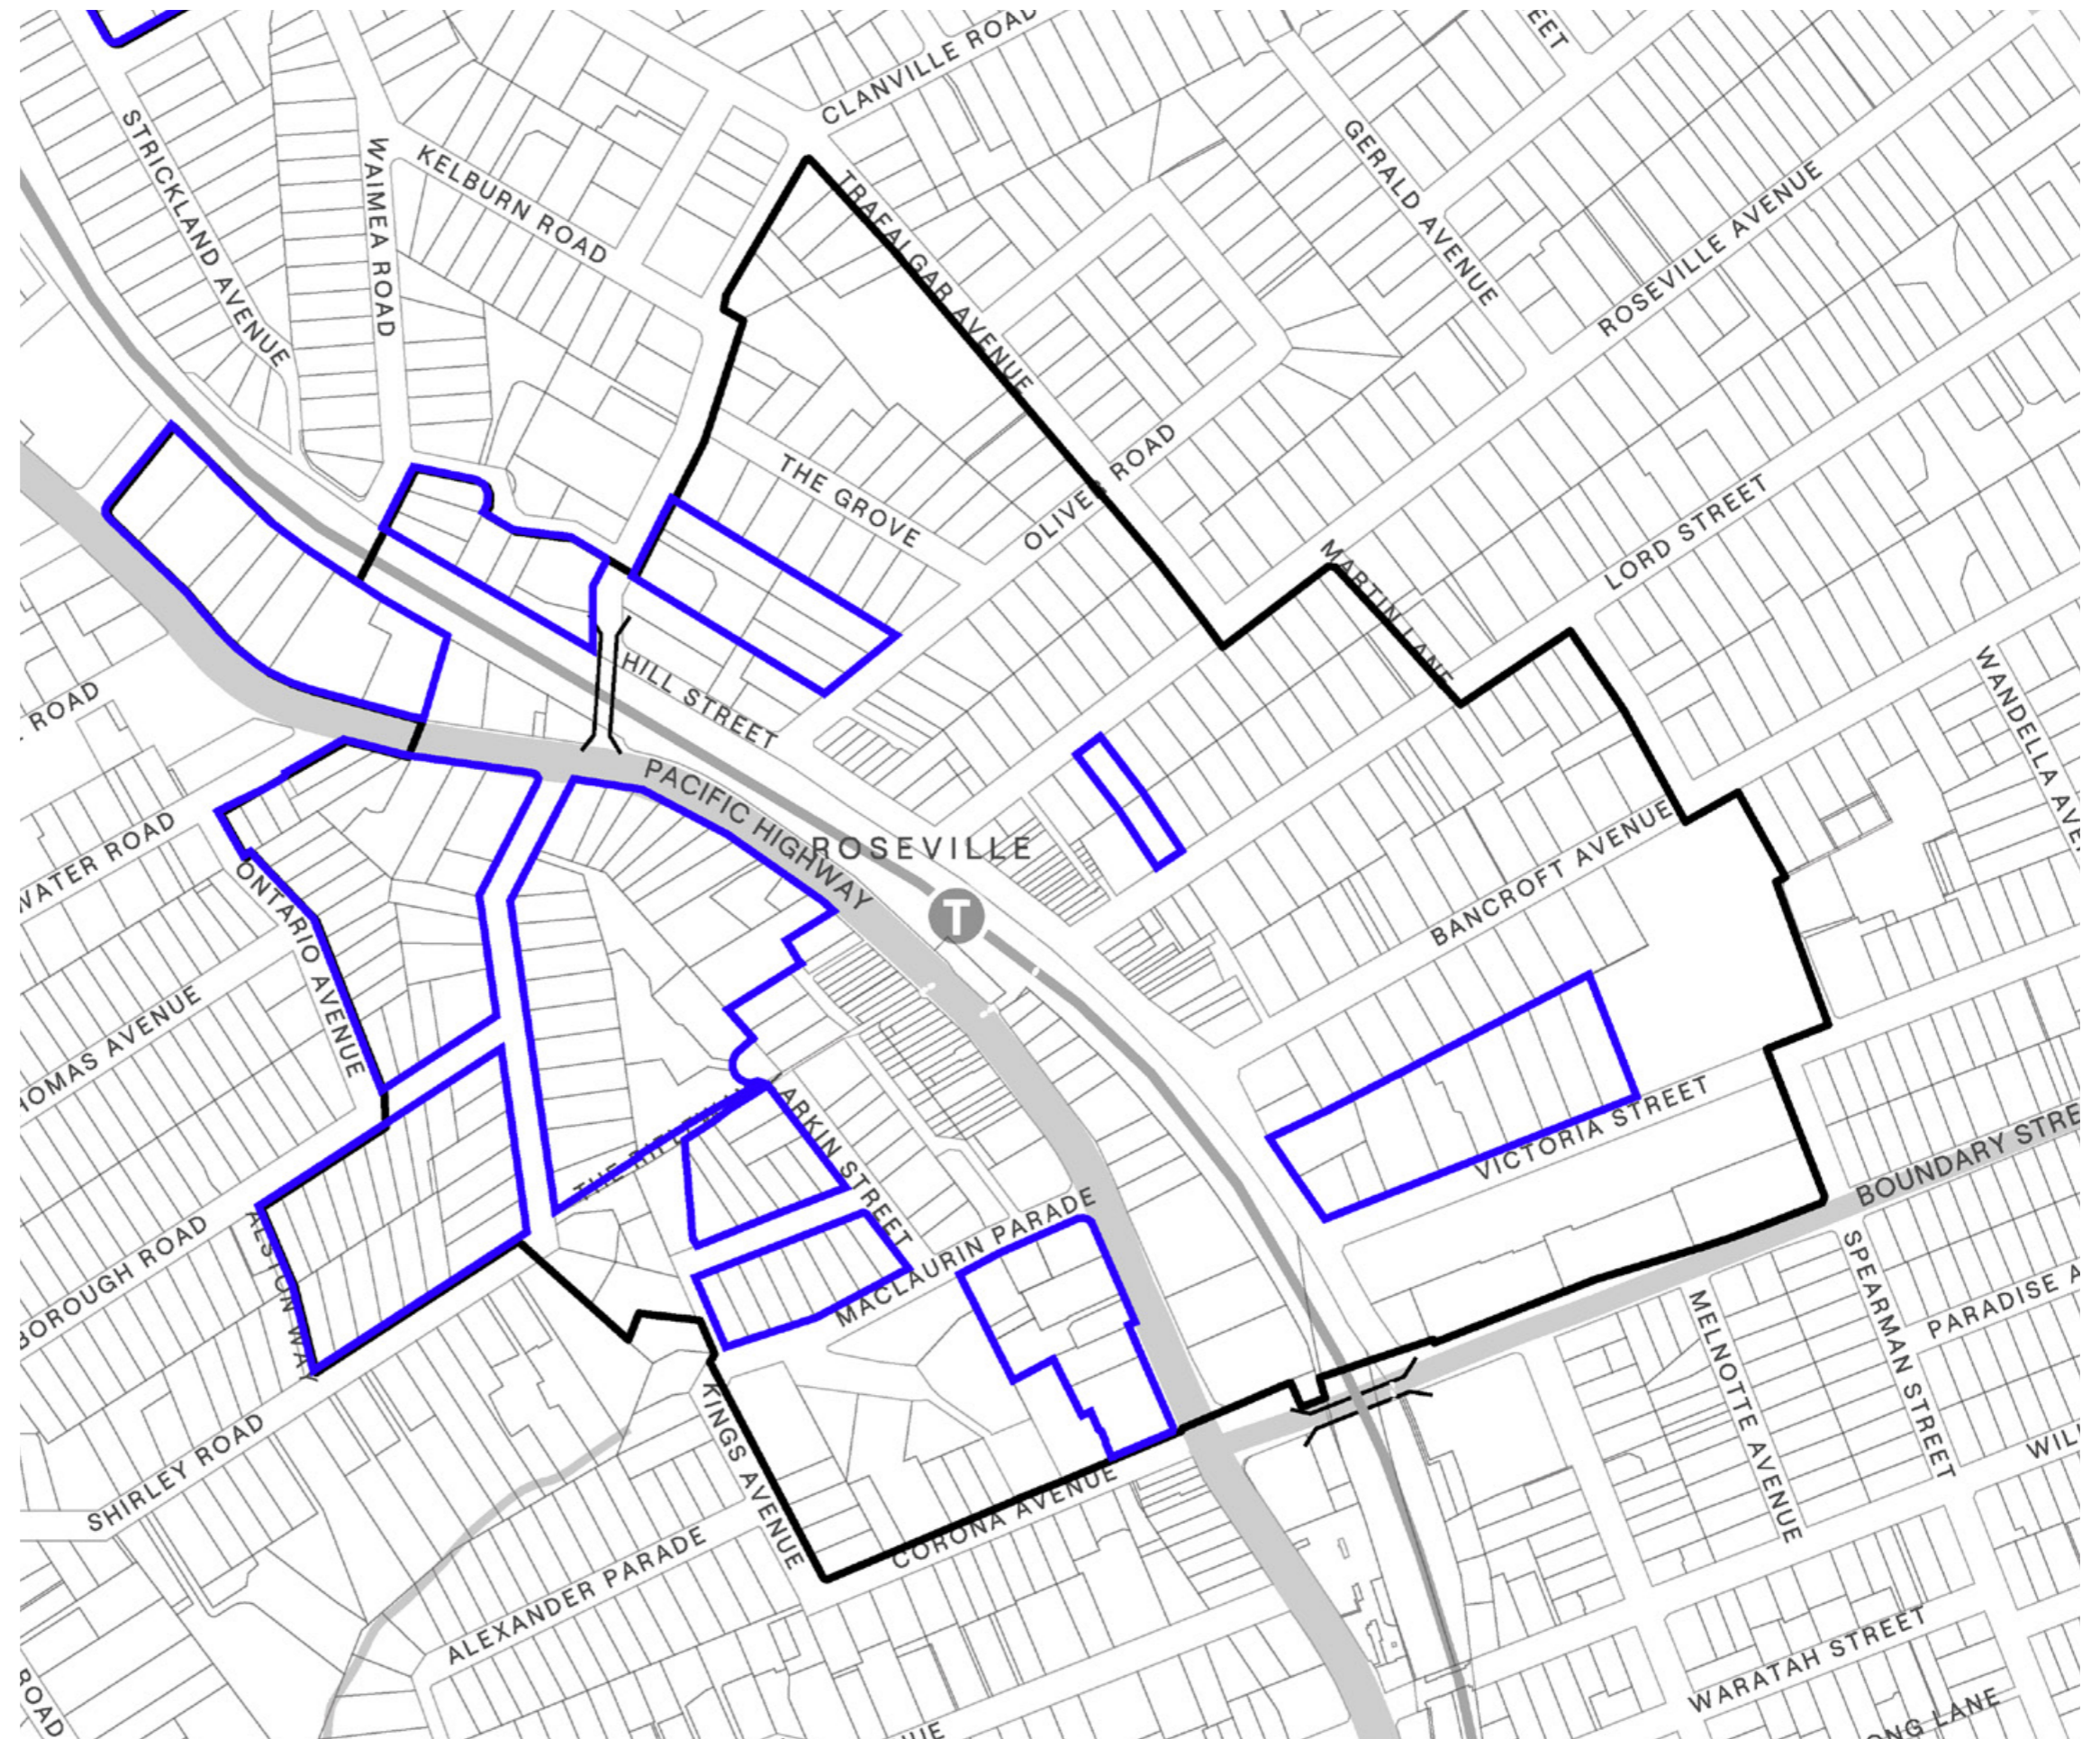 CLANVILLE ROAD
STRICKLAND AVENUE
WAIMEA ROAD
KELBURN ROAD
TRAFALGAR AVENUE
GERALD AVENUE
ROSEVILLE AVENUE
THE GROVE
OLIVER ROAD
MARTIN LANE
LORD STREET
HILL STREET
ROAD
WANDELLA AVE
PACIFIC HIGHWAY
ROSEVILLE
T
WATER ROAD
ONTARIO AVENUE
BANCROFT AVENUE
HOMAS AVENUE
ARKIN STREET
VICTORIA STREET
BOUNDARY STRE
BOROUGH ROAD
ALSTON WAY
MACLAURIN PARADE
SPEARMAN STREET
PARADISE A
MELNOTTE AVENUE
SHIRLEY ROAD
KINGS AVENUE
CORONA AVENUE
WIL
ALEXANDER PARADE
WARATAH STREET
ONG LANE
ROAD